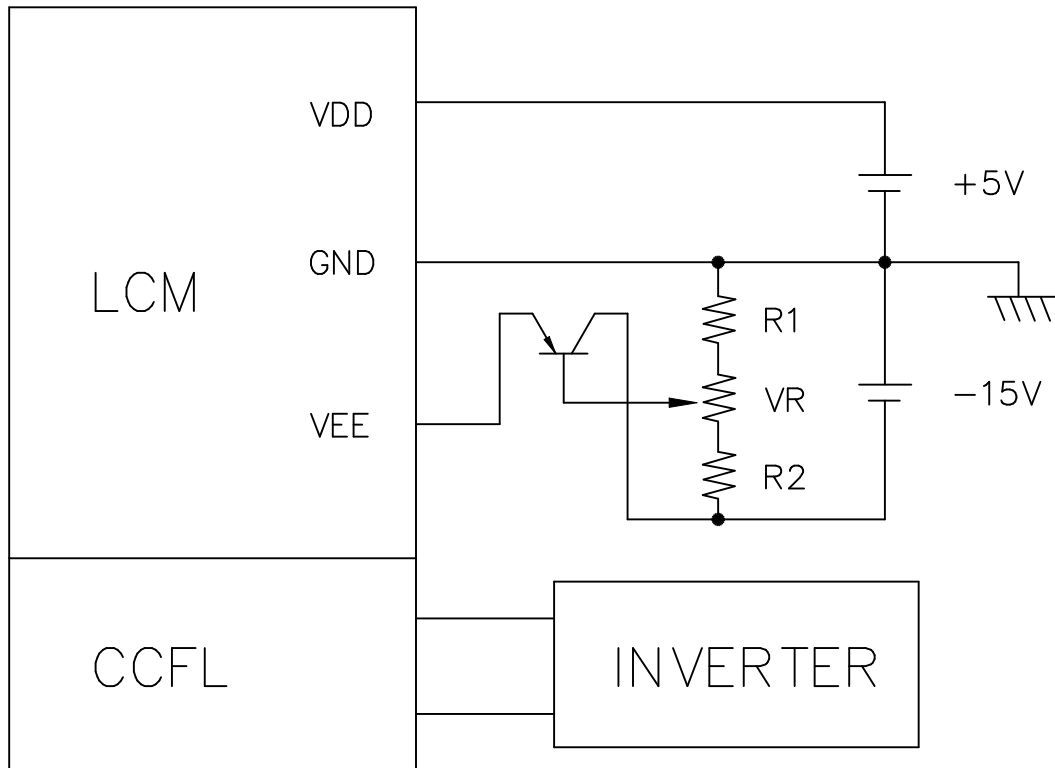 VDD
+5V
GND
LCM
R1
VR
-15V
VEE
R2
CCFL
INVERTER